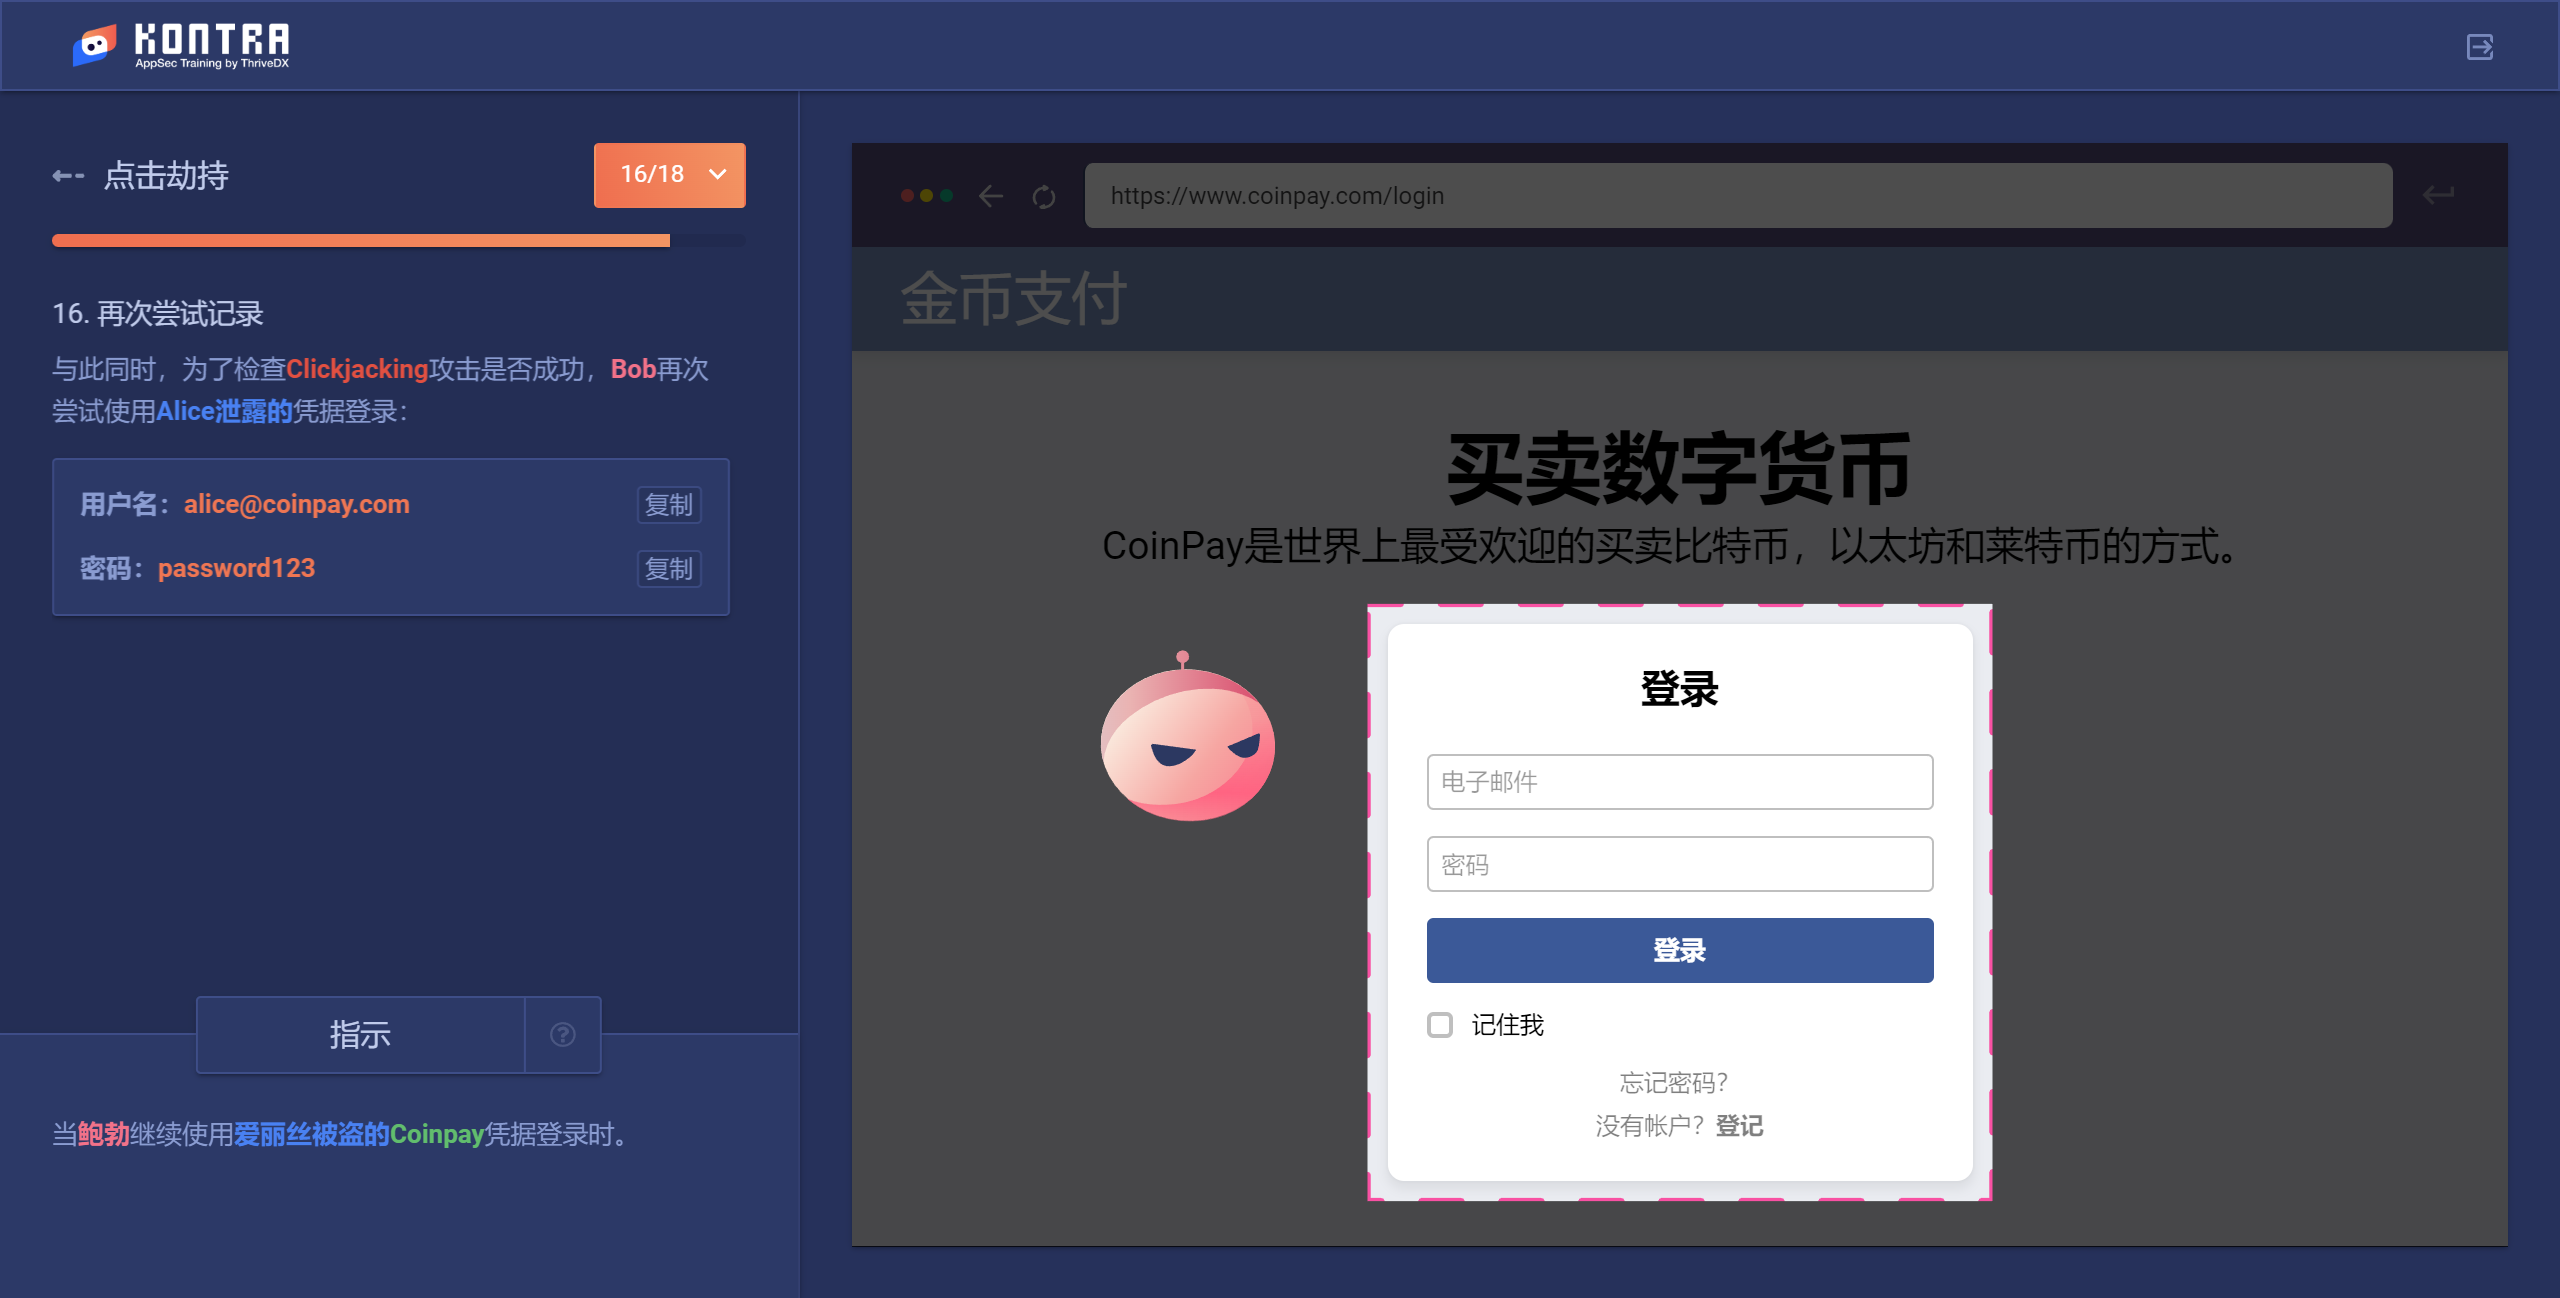 KONTRA
AppSec Training by ThriveDX
点击劫持
16/18
16. 再次尝试记录
与此同时，为了检查Clickjacking攻击是否成功，Bob再次
尝试使用Alice泄露的凭据登录：
用户名：alice@coinpay.com
复制
密码：password123
复制
指示
当鲍勃继续使用爱丽丝被盗的Coinpay凭据登录时。
https://www.coinpay.com/login
金币支付
买卖数字货币
CoinPay是世界上最受欢迎的买卖比特币，以太坊和莱特币的方式。
登录
电子邮件
密码
登录
记住我
忘记密码？
没有帐户？登记